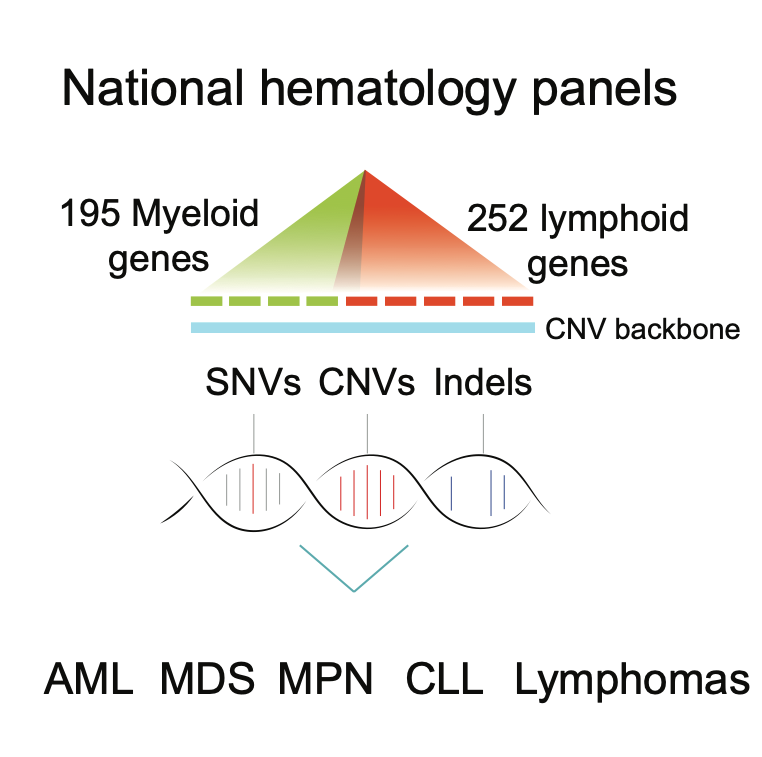 National hematology panels
195 Myeloid
genes
252 lymphoid
genes
CNV backbone
SNVs CNVs Indels
AML MDS MPN CLL Lymphomas